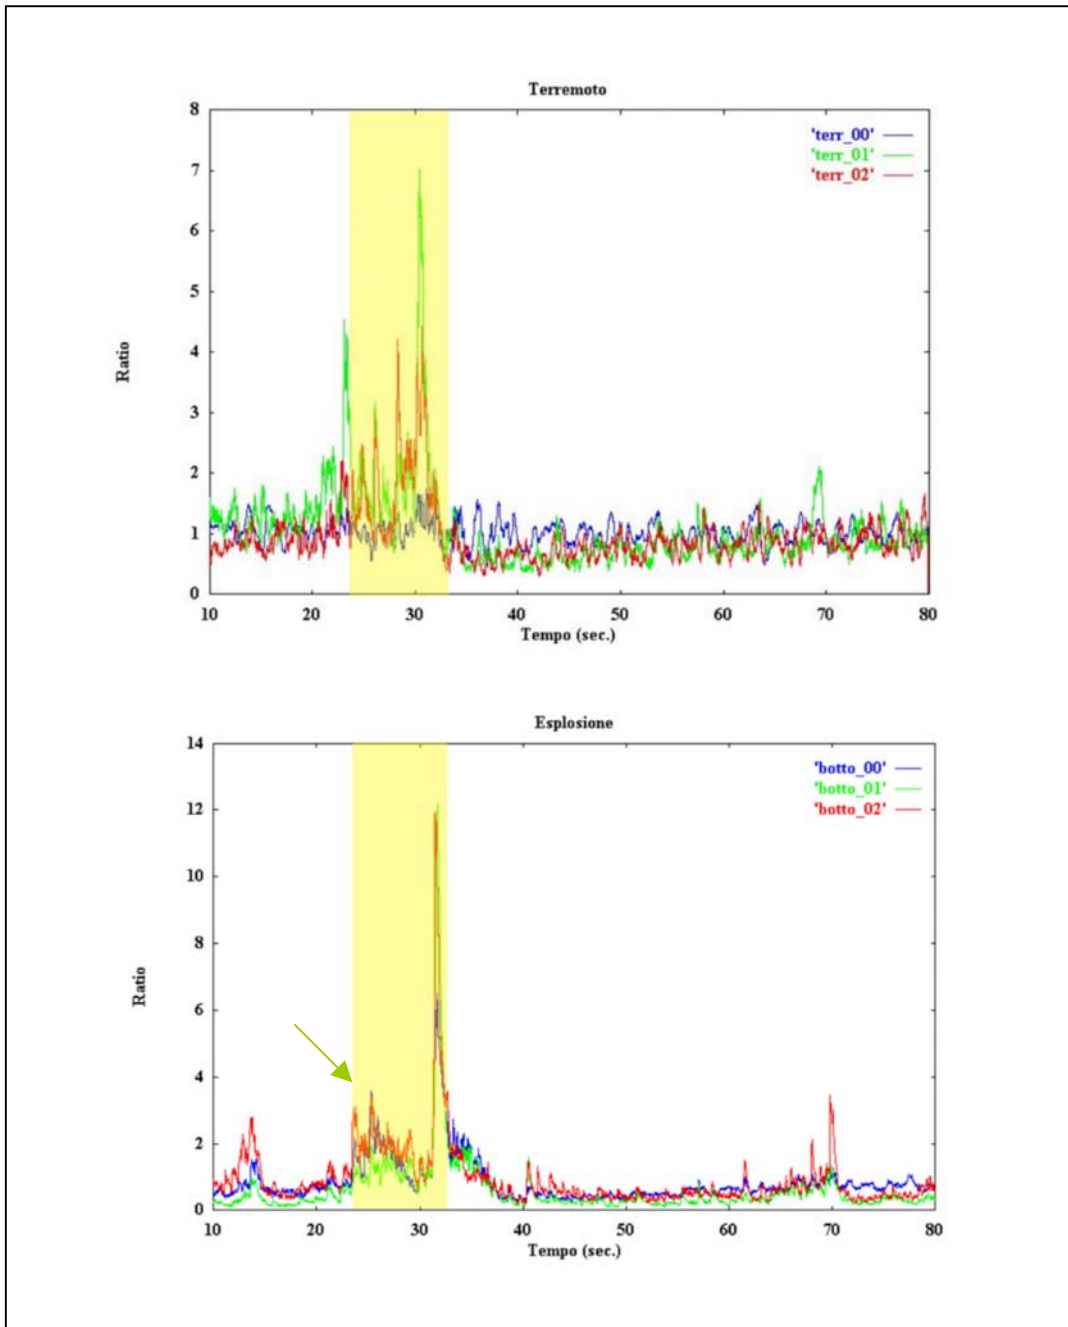 Terremoto
8
7
6
5
4
3
2
1
0
Ratio
'terr_00'
'terr_01'
'terr_02'
10 20 30 40 50 60 70 80
Tempo (sec.)
Esplosione
14
12
10
8
6
4
2
0
Ratio
'botto_00'
'botto_01'
'botto_02'
10 20 30 40 50 60 70 80
Tempo (sec.)